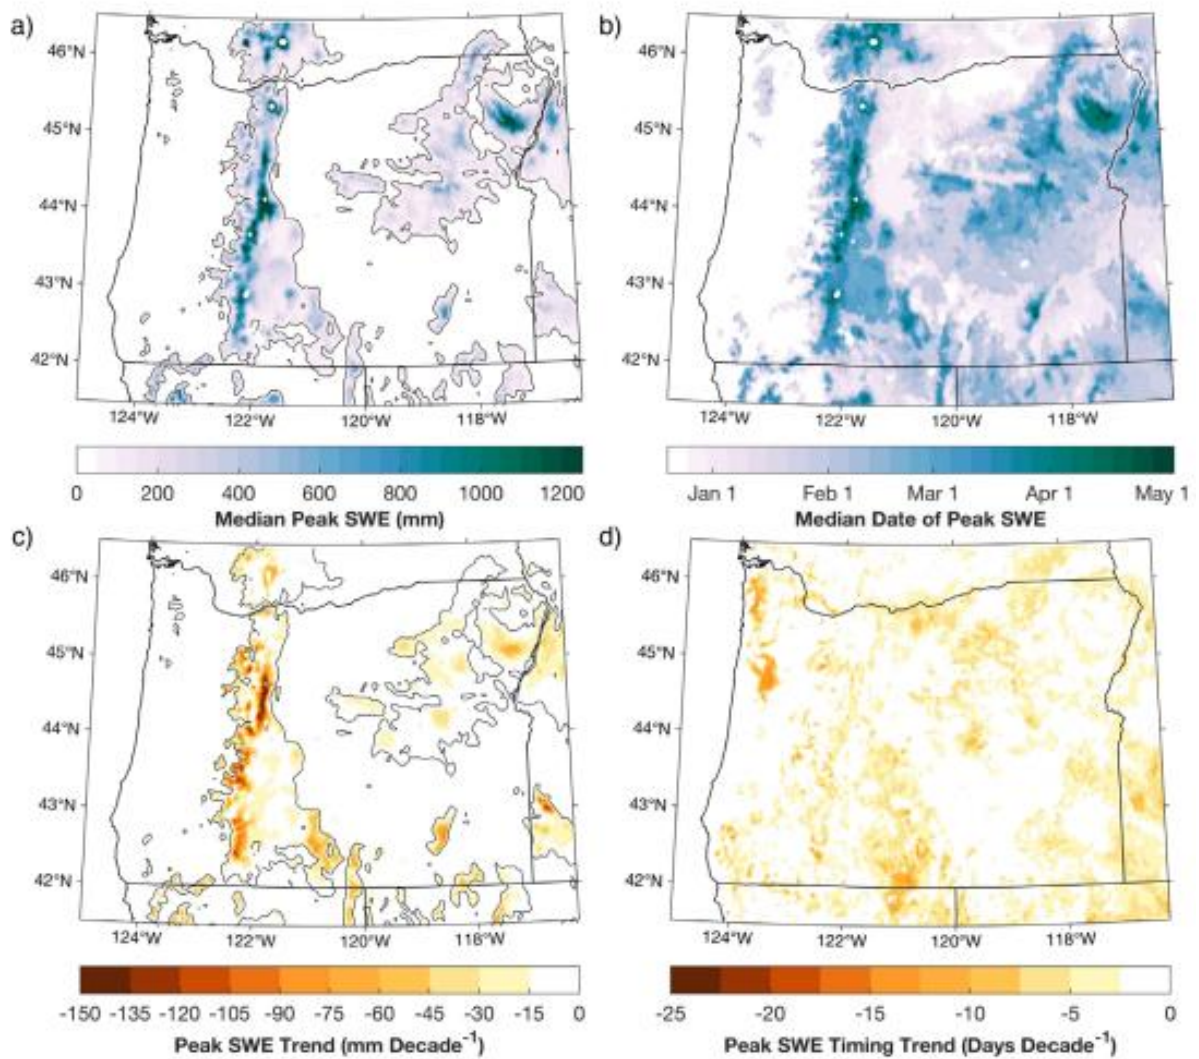 a)
b)
46°N
45°N
44°N
43°N
42°N
124°W 122°W 120°W 118°W
46°N
45°N
44°N
43°N
42°N
124°W 122°W 120°W 118°W
0 200 400 600 800 1000 1200
Median Peak SWE (mm)
Jan 1 Feb 1 Mar 1 Apr 1 May 1
Median Date of Peak SWE
c)
d)
46°N
45°N
44°N
43°N
42°N
124°W 122°W 120°W 118°W
46°N
45°N
44°N
43°N
42°N
124°W 122°W 120°W 118°W
-150 -135 -120 -105 -90 -75 -60 -45 -30 -15 0
Peak SWE Trend (mm Decade⁻¹)
-25 -20 -15 -10 -5 0
Peak SWE Timing Trend (Days Decade⁻¹)